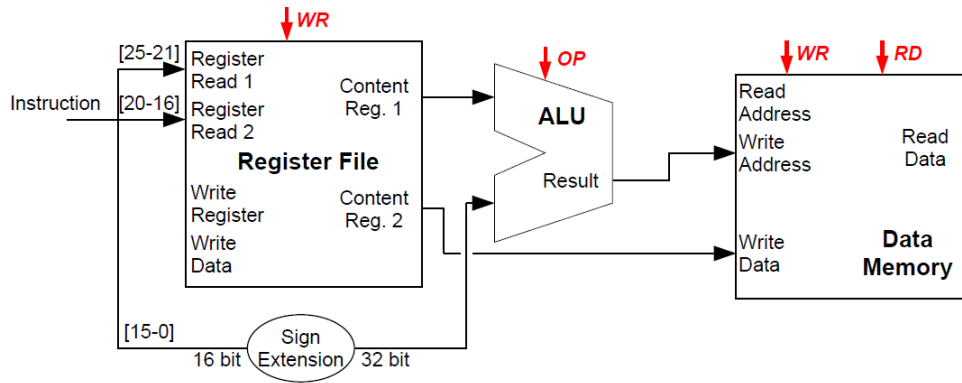 WR
[25-21]
Register
Read 1
Instruction
[20-16]
Register
Read 2
Content
Reg. 1
Register File
Write
Register
Content
Reg. 2
Write
Data
OP
ALU
Result
WR
RD
Read
Address
Write
Address
Read
Data
Write
Data
Data
Memory
[15-0]
16 bit
Sign
Extension
32 bit